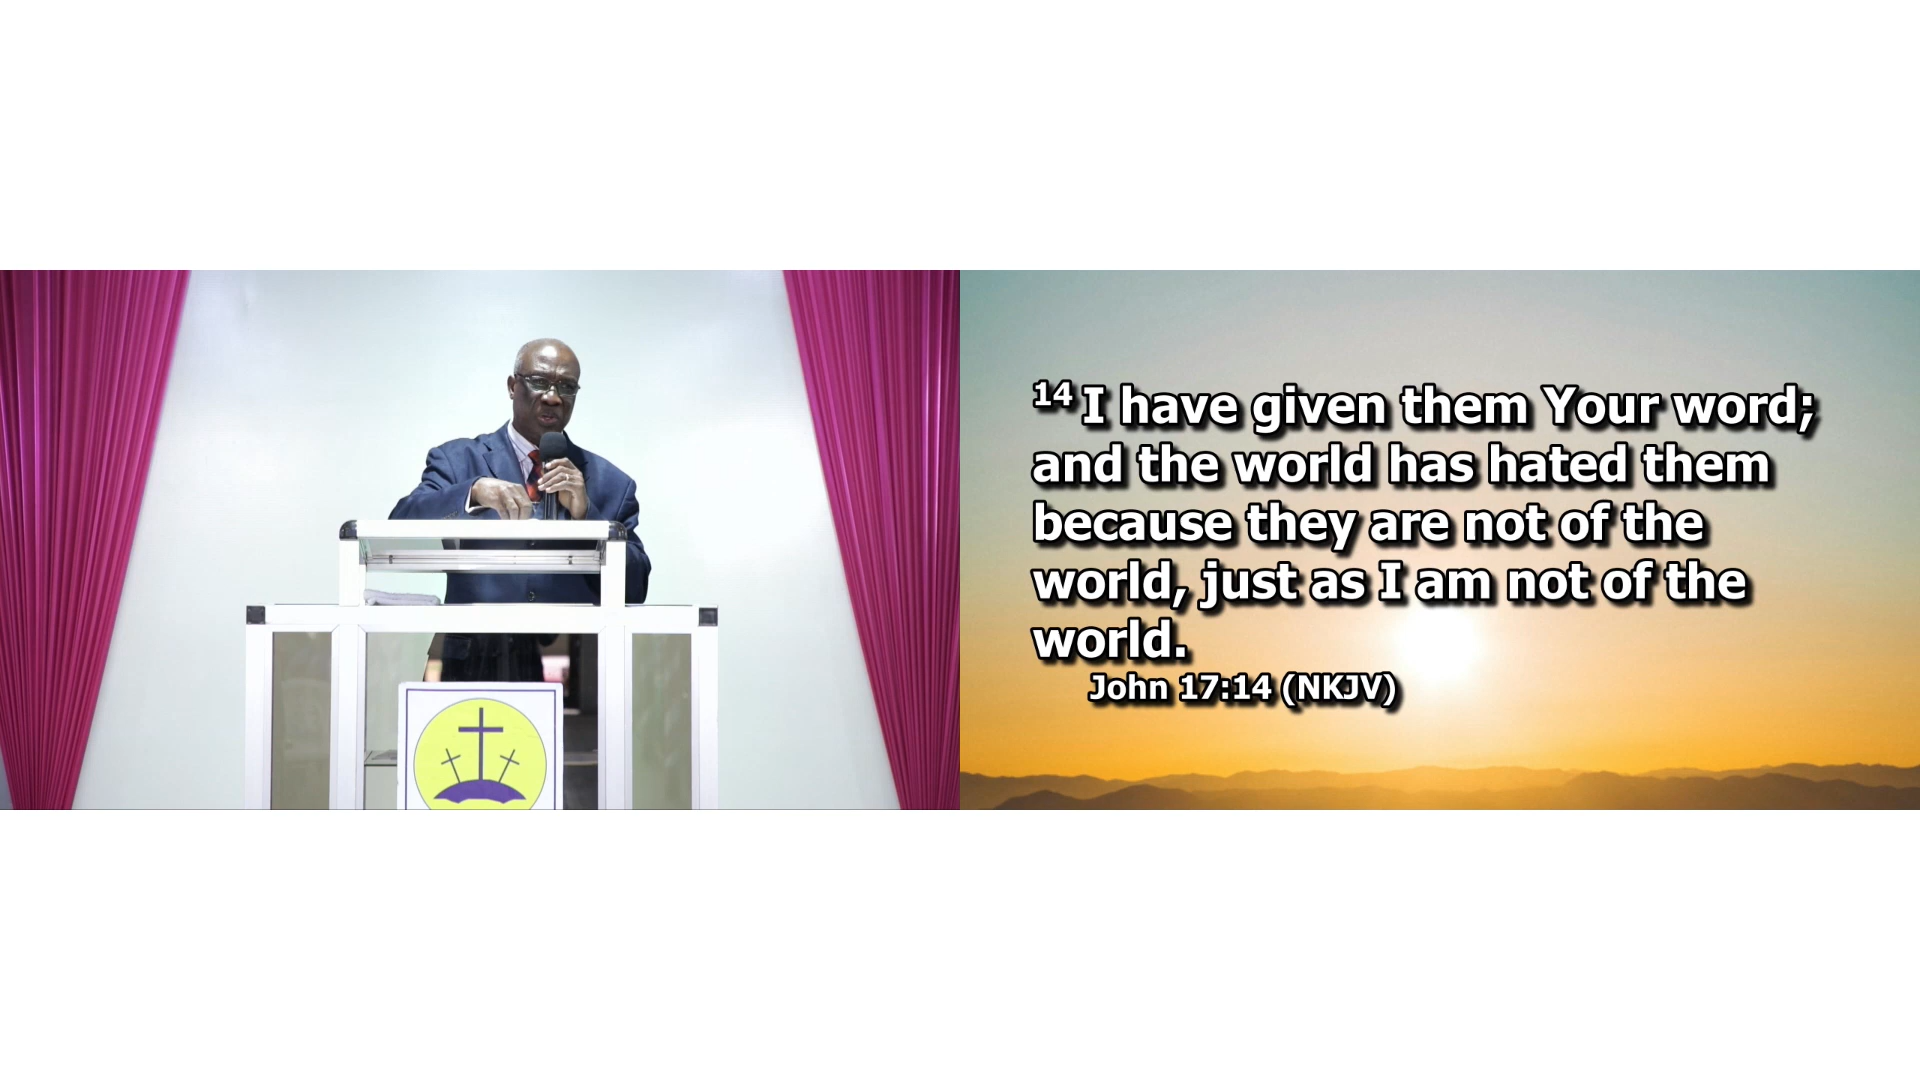 14 I have given them Your word;
and the world has hated them
because they are not of the
world, just as I am not of the
world.
John 17:14 (NKJV)